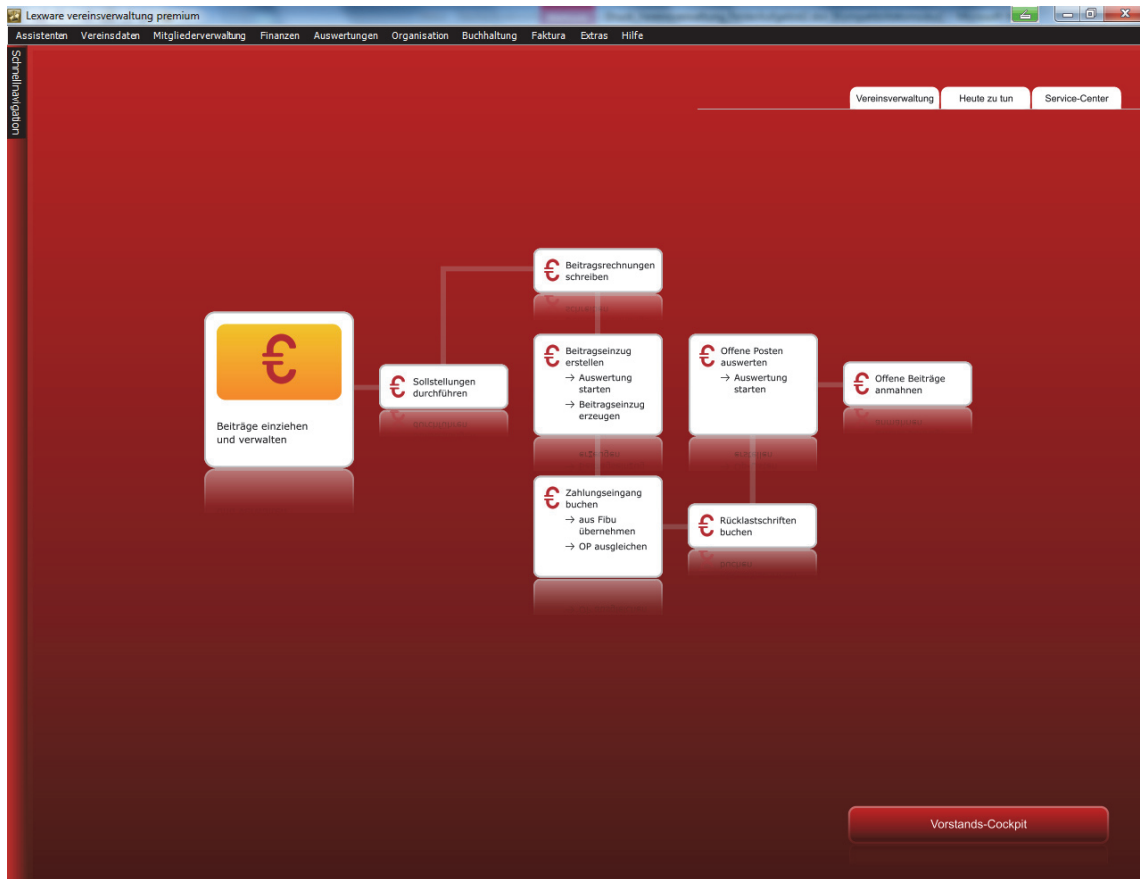 Lexware vereinsverwaltung premium
Assistenten Vereinsdaten Mitgliederverwaltung Finanzen Auswertungen Organisation Buchhaltung Faktura Extras Hilfe
Schnellnavigation
Vereinsverwaltung Heute zu tun Service-Center
€ Beitragsrechnungen
schreiben
€
Beiträge einziehen
und verwalten
€ Sollstellungen
durchführen
€ Beitragseinzug
erstellen
→ Auswertung
starten
→ Beitragseinzug
erzeugen
€ Offene Posten
auswerten
→ Auswertung
starten
€ Offene Beiträge
anmahnen
€ Zahlungseingang
buchen
→ aus Fibu
übernehmen
→ OP ausgleichen
€ Rücklastschriften
buchen
Vorstands-Cockpit